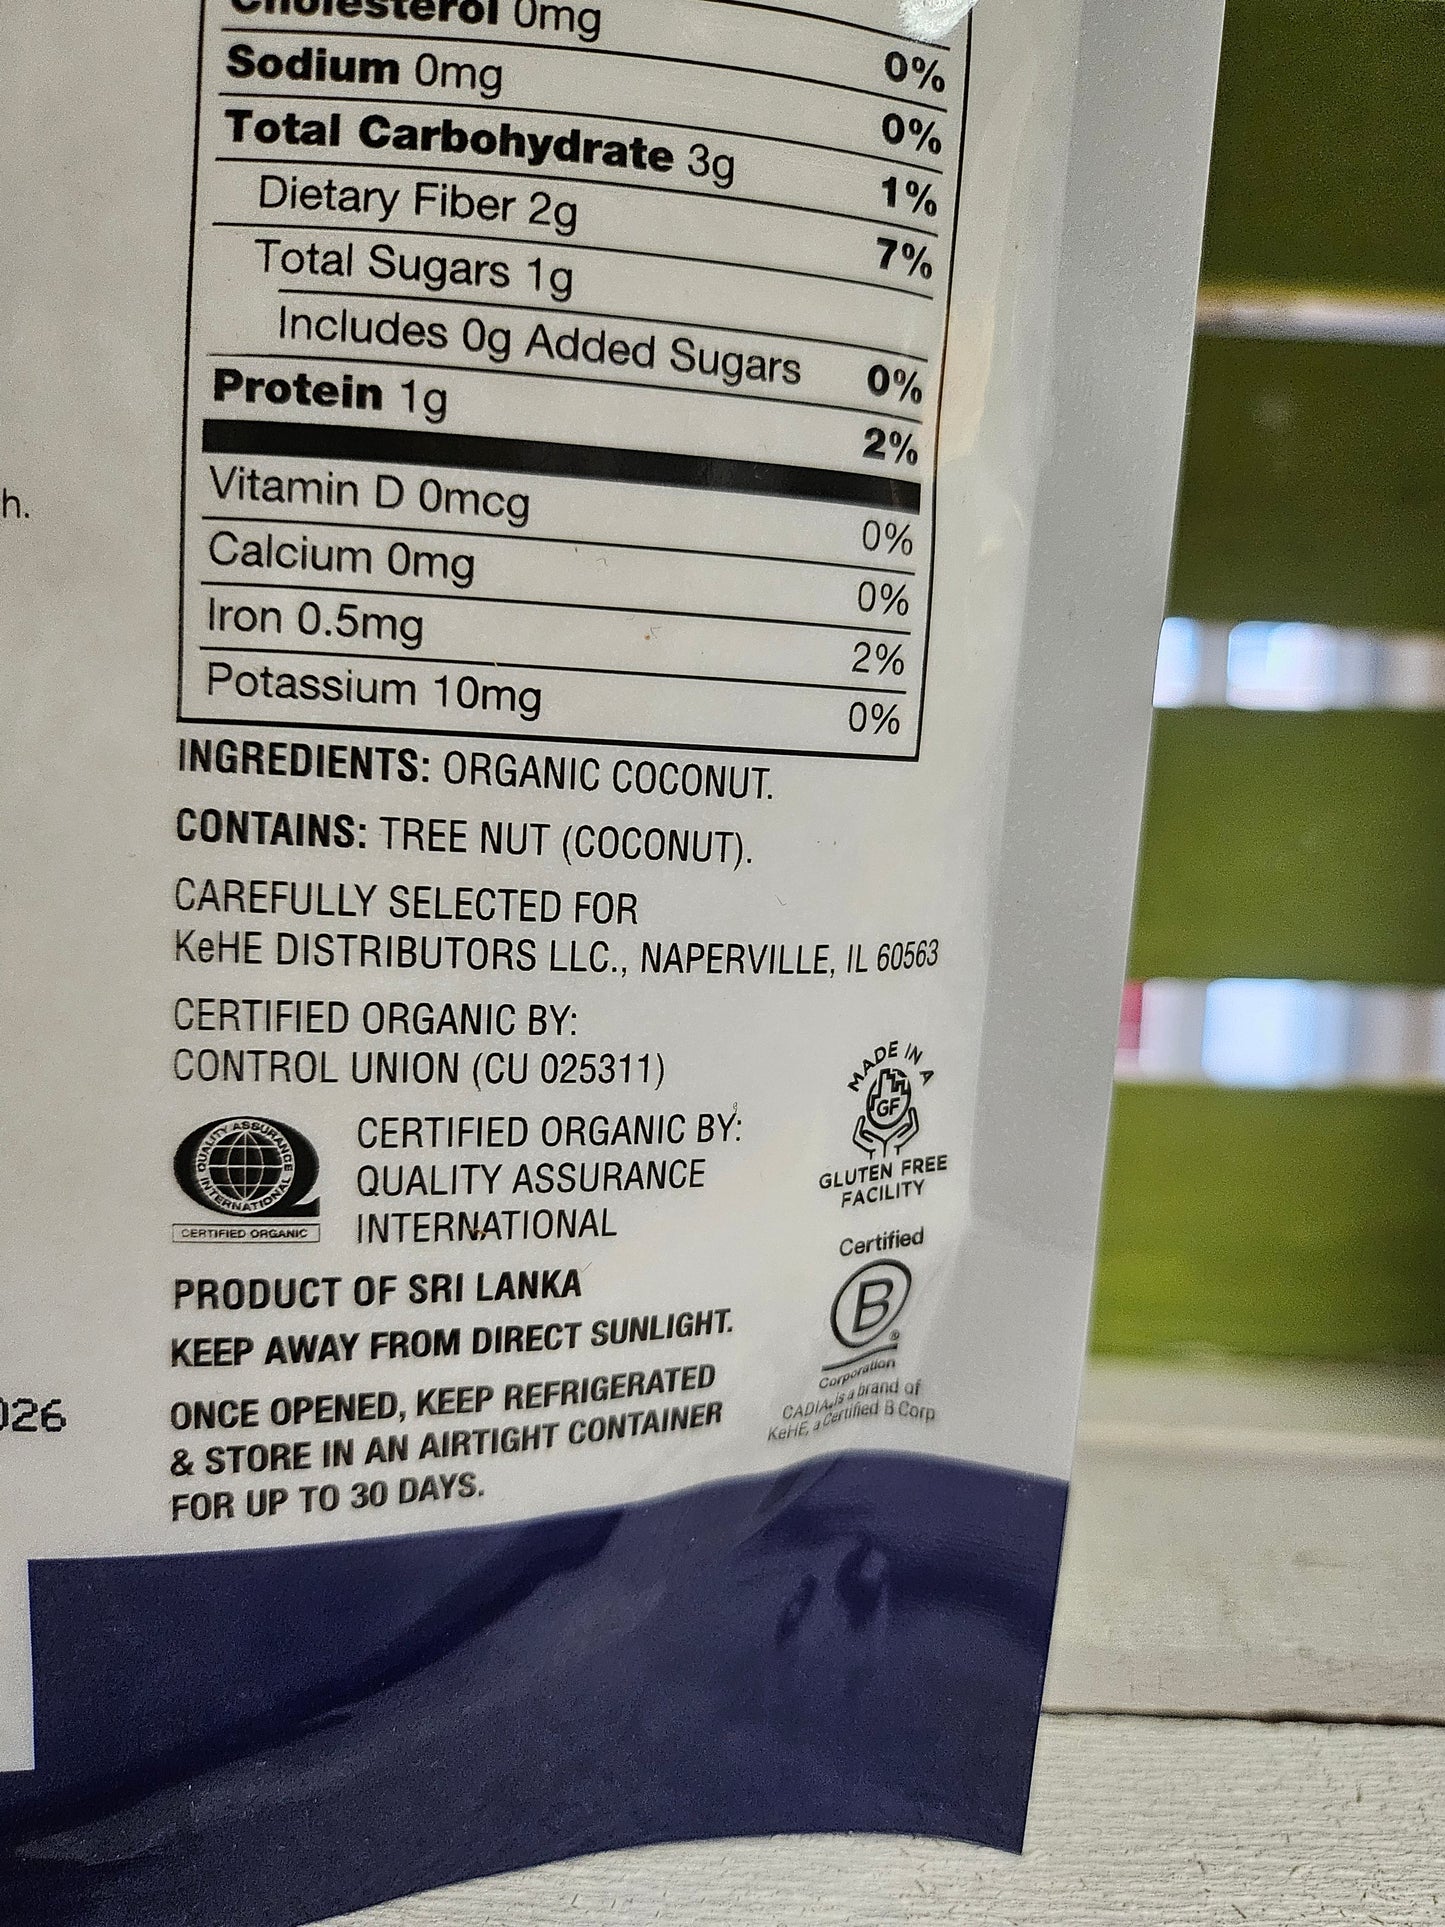 Cholesterol 0mg 0%
Sodium 0mg 0%
Total Carbohydrate 3g 1%
Dietary Fiber 2g 7%
Total Sugars 1g
Includes 0g Added Sugars 0%
Protein 1g 2%
Vitamin D 0mcg 0%
Calcium 0mg 0%
Iron 0.5mg 2%
Potassium 10mg 0%
INGREDIENTS: ORGANIC COCONUT.
CONTAINS: TREE NUT (COCONUT).
CAREFULLY SELECTED FOR
KeHE DISTRIBUTORS LLC., NAPERVILLE, IL 60563
CERTIFIED ORGANIC BY:
CONTROL UNION (CU 025311)
QUALITY ASSURANCE INTERNATIONAL
CERTIFIED ORGANIC
CERTIFIED ORGANIC BY:
QUALITY ASSURANCE
INTERNATIONAL
MADE IN A
GF
GLUTEN FREE
FACILITY
Certified
B
®
Corporation
CADIA is a brand of
KeHE, a Certified B Corp
PRODUCT OF SRI LANKA
KEEP AWAY FROM DIRECT SUNLIGHT.
ONCE OPENED, KEEP REFRIGERATED
& STORE IN AN AIRTIGHT CONTAINER
FOR UP TO 30 DAYS.
h.
026